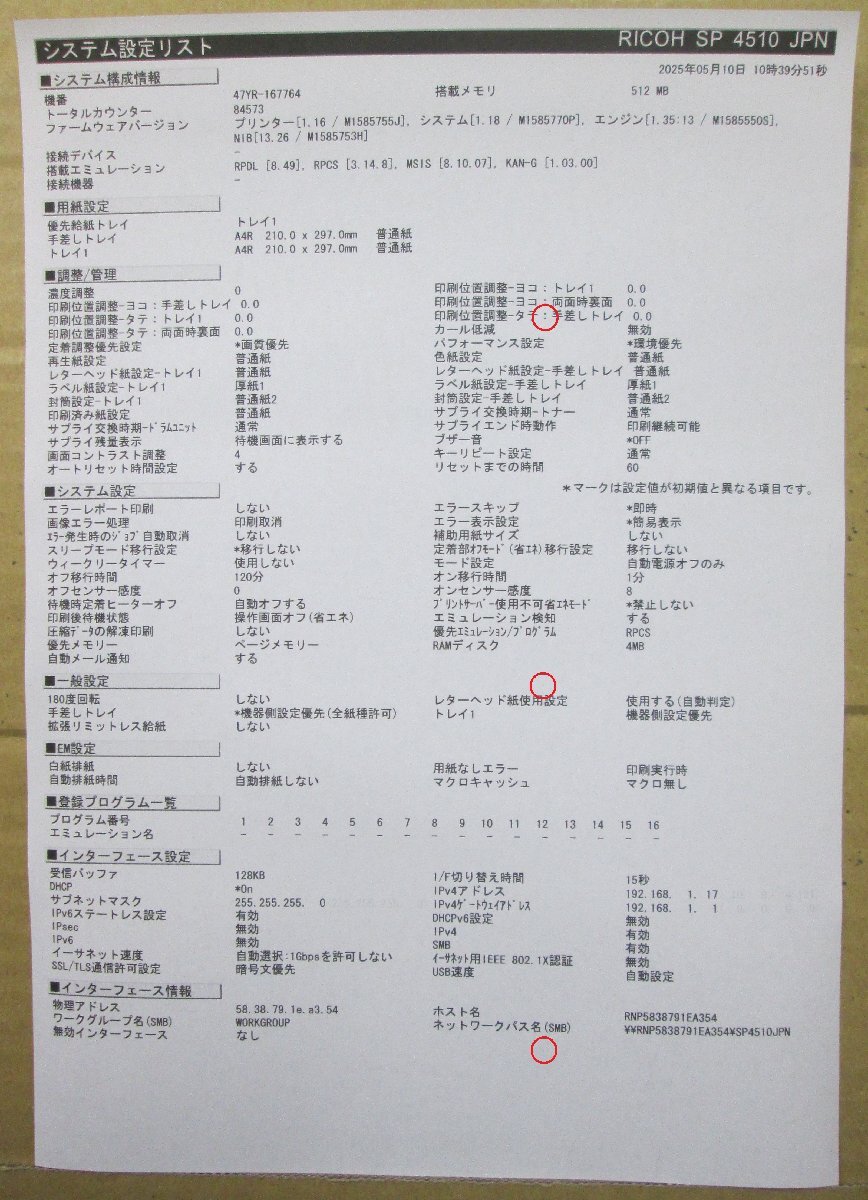 システム設定リスト RICOH SP 4510 JPN
2025年05月10日 10時39分51秒
■システム構成情報
機番 47YR-167764 搭載メモリ 512 MB
トータルカウンター 84573
ファームウェアバージョン プリンター[1.16 / M1585755J], システム[1.18 / M1585770P], エンジン[1.35:13 / M1585550S],
NIB[13.26 / M1585753H]
接続デバイス -
搭載エミュレーション RPDL [8.49], RPCS [3.14.8], MSIS [8.10.07], KAN-G [1.03.00]
接続機器 -
■用紙設定
優先給紙トレイ トレイ1
手差しトレイ A4R 210.0 x 297.0mm 普通紙
トレイ1 A4R 210.0 x 297.0mm 普通紙
■調整/管理
濃度調整 0 印刷位置調整-ヨコ:トレイ1 0.0
印刷位置調整-ヨコ:手差しトレイ 0.0 印刷位置調整-ヨコ:両面時裏面 0.0
印刷位置調整-タテ:トレイ1 0.0 印刷位置調整-タテ:手差しトレイ 0.0
印刷位置調整-タテ:両面時裏面 0.0 カール低減 無効
定着調整優先設定 *画質優先 パフォーマンス設定 *環境優先
再生紙設定 普通紙 色紙設定 普通紙
レターヘッド紙設定-トレイ1 普通紙 レターヘッド紙設定-手差しトレイ 普通紙
ラベル紙設定-トレイ1 厚紙1 ラベル紙設定-手差しトレイ 厚紙1
封筒設定-トレイ1 普通紙2 封筒設定-手差しトレイ 普通紙2
印刷済み紙設定 普通紙 サプライ交換時期-トナー 通常
サプライ交換時期-ドラムユニット 通常 サプライエンド時動作 印刷継続可能
サプライ残量表示 待機画面に表示する ブザー音 *OFF
画面コントラスト調整 4 キーリピート設定 通常
オートリセット時間設定 する リセットまでの時間 60
■システム設定 *マークは設定値が初期値と異なる項目です。
エラーレポート印刷 しない エラースキップ *即時
画像エラー処理 印刷取消 エラー表示設定 *簡易表示
エラー発生時のジョブ自動取消 しない 補助用紙サイズ しない
スリープモード移行設定 *移行しない 定着部オフモード(省エネ)移行設定 移行しない
ウィークリータイマー 使用しない モード設定 自動電源オフのみ
オフ移行時間 120分 オン移行時間 1分
オフセンサー感度 0 オンセンサー感度 8
待機時定着ヒーターオフ 自動オフする プリントサーバー使用不可省エネモード *禁止しない
印刷後待機状態 操作画面オフ(省エネ) エミュレーション検知 する
圧縮データの解凍印刷 しない 優先エミュレーション/プログラム RPCS
優先メモリー ページメモリー RAMディスク 4MB
自動メール通知 する
■一般設定
180度回転 しない レターヘッド紙使用設定 使用する(自動判定)
手差しトレイ *機器側設定優先(全紙種許可) トレイ1 機器側設定優先
拡張リミットレス給紙 しない
■EM設定
白紙排紙 しない 用紙なしエラー 印刷実行時
自動排紙時間 自動排紙しない マクロキャッシュ マクロ無し
■登録プログラム一覧
プログラム番号 1 2 3 4 5 6 7 8 9 10 11 12 13 14 15 16
エミュレーション名 - - - - - - - - - - - - - - - -
■インターフェース設定
受信バッファ 128KB I/F切り替え時間 15秒
DHCP *On IPv4アドレス 192.168. 1. 17
サブネットマスク 255.255.255. 0 IPv4ゲートウェイアドレス 192.168. 1. 1
IPv6ステートレス設定 有効 DHCPv6設定 無効
IPsec 無効 IPv4 有効
IPv6 無効 SMB 有効
イーサネット速度 自動選択:1Gbpsを許可しない イーサネット用IEEE 802.1X認証 無効
SSL/TLS通信許可設定 暗号文優先 USB速度 自動設定
■インターフェース情報
物理アドレス 58.38.79.1e.a3.54 ホスト名 RNP5838791EA354
ワークグループ名(SMB) WORKGROUP ネットワークパス名(SMB) ¥¥RNP5838791EA354¥SP4510JPN
無効インターフェース なし